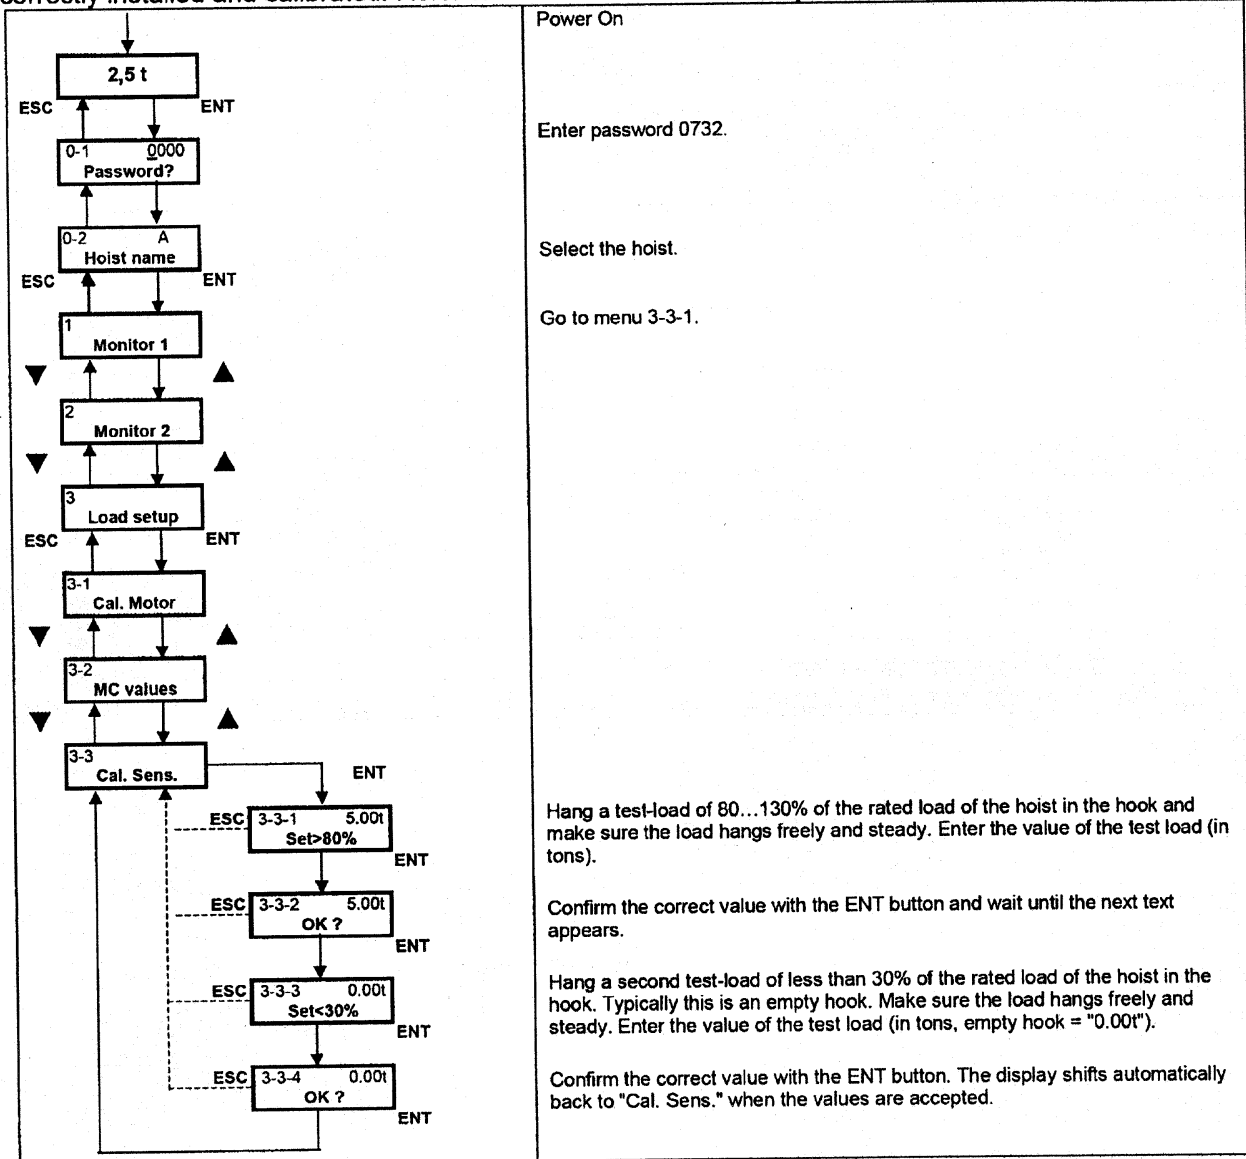 Power On
2,5 t
ESC
ENT
Enter password 0732.
0-1 0000
Password?
0-2 A
Hoist name
Select the hoist.
ESC
ENT
Go to menu 3-3-1.
1
Monitor 1
▼ ▲
2
Monitor 2
▼ ▲
3
Load setup
ESC
ENT
3-1
Cal. Motor
▼ ▲
3-2
MC values
▼ ▲
3-3
Cal. Sens.
ENT
ESC
3-3-1 5.00t
Set>80%
ENT
Hang a test-load of 80...130% of the rated load of the hoist in the hook and
make sure the load hangs freely and steady. Enter the value of the test load (in
tons).
ESC
3-3-2 5.00t
OK ?
ENT
Confirm the correct value with the ENT button and wait until the next text
appears.
ESC
3-3-3 0.00t
Set<30%
ENT
Hang a second test-load of less than 30% of the rated load of the hoist in the
hook. Typically this is an empty hook. Make sure the load hangs freely and
steady. Enter the value of the test load (in tons, empty hook = "0.00t").
ESC
3-3-4 0.00t
OK ?
ENT
Confirm the correct value with the ENT button. The display shifts automatically
back to "Cal. Sens." when the values are accepted.